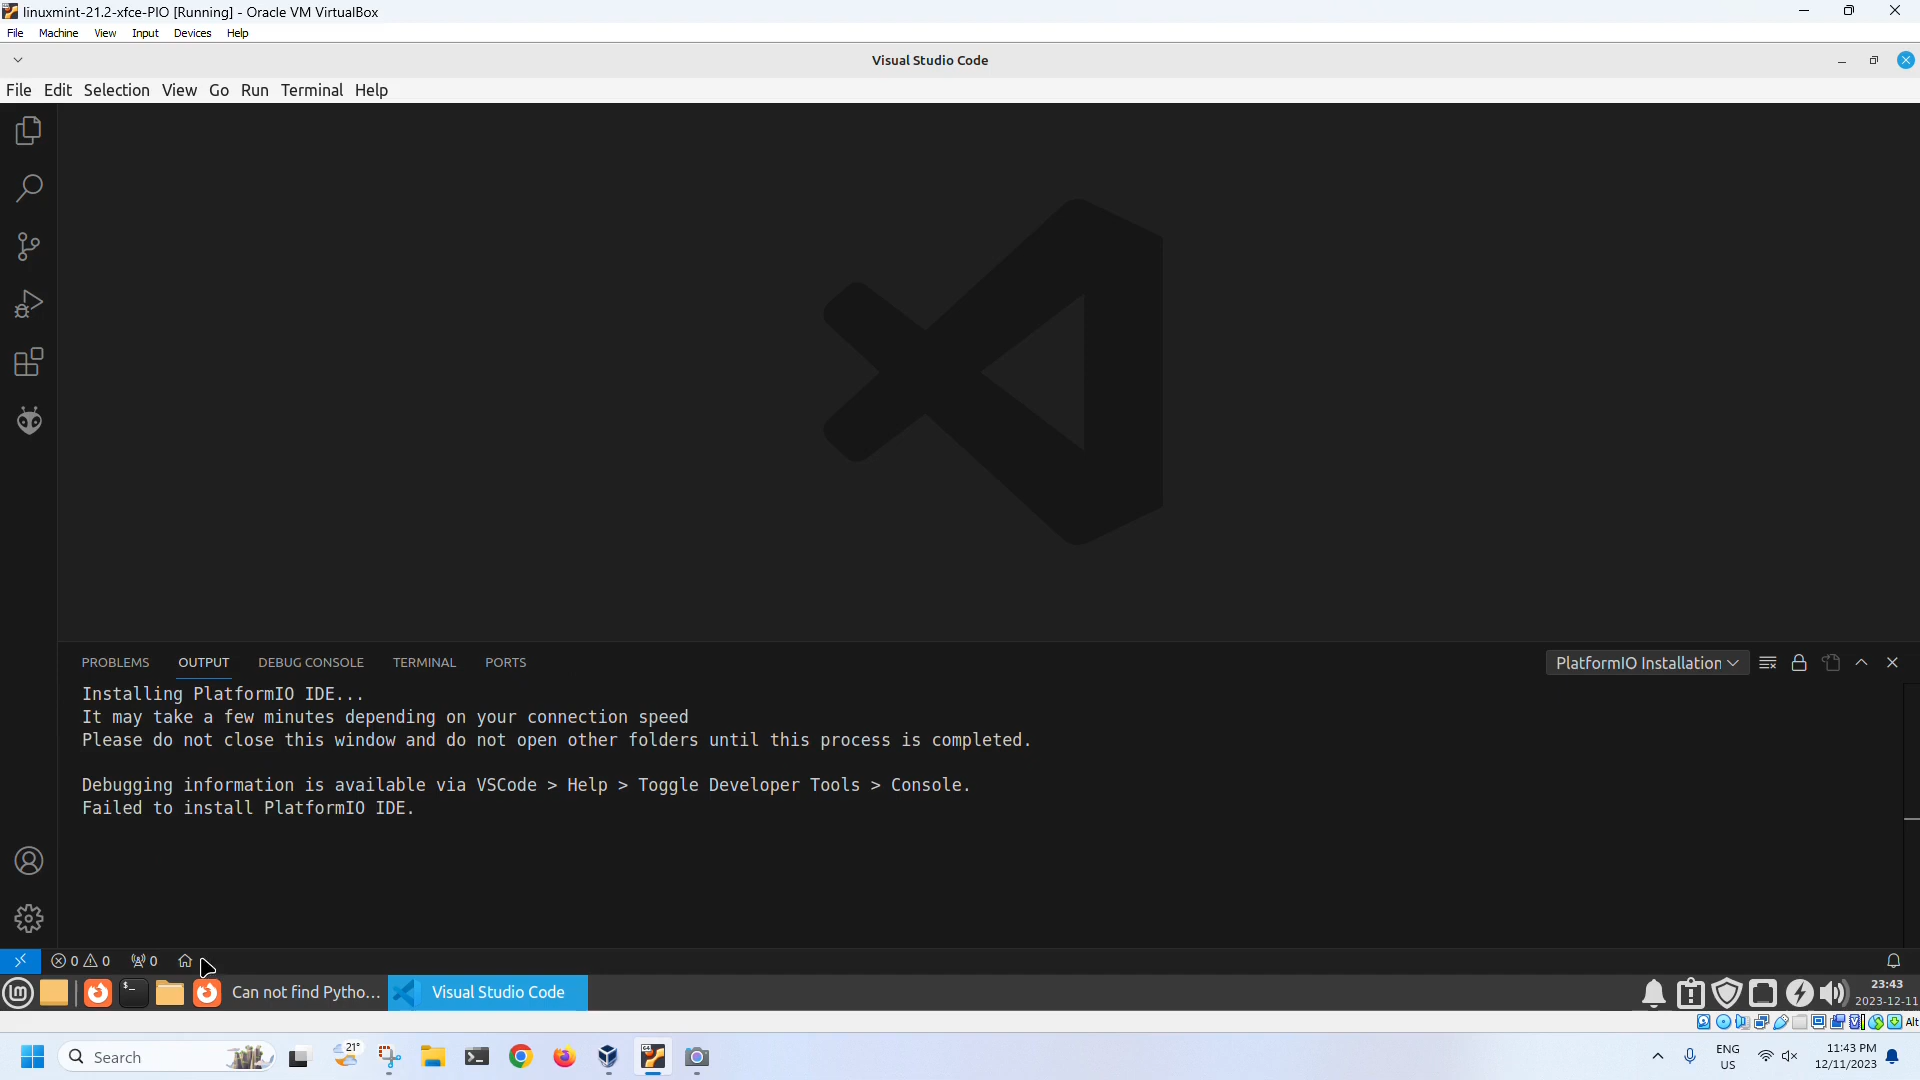 linuxmint-21.2-xfce-PIO [Running] - Oracle VM VirtualBox
File Machine View Input Devices Help
Visual Studio Code
File Edit Selection View Go Run Terminal Help
PROBLEMS OUTPUT DEBUG CONSOLE TERMINAL PORTS PlatformIO Installation
Installing PlatformIO IDE...
It may take a few minutes depending on your connection speed
Please do not close this window and do not open other folders until this process is completed.
Debugging information is available via VSCode > Help > Toggle Developer Tools > Console.
Failed to install PlatformIO IDE.
0 0 0
Can not find Pytho... Visual Studio Code 23:43
2023-12-11
Alt
Search 21° ENG 11:43 PM
US 12/11/2023